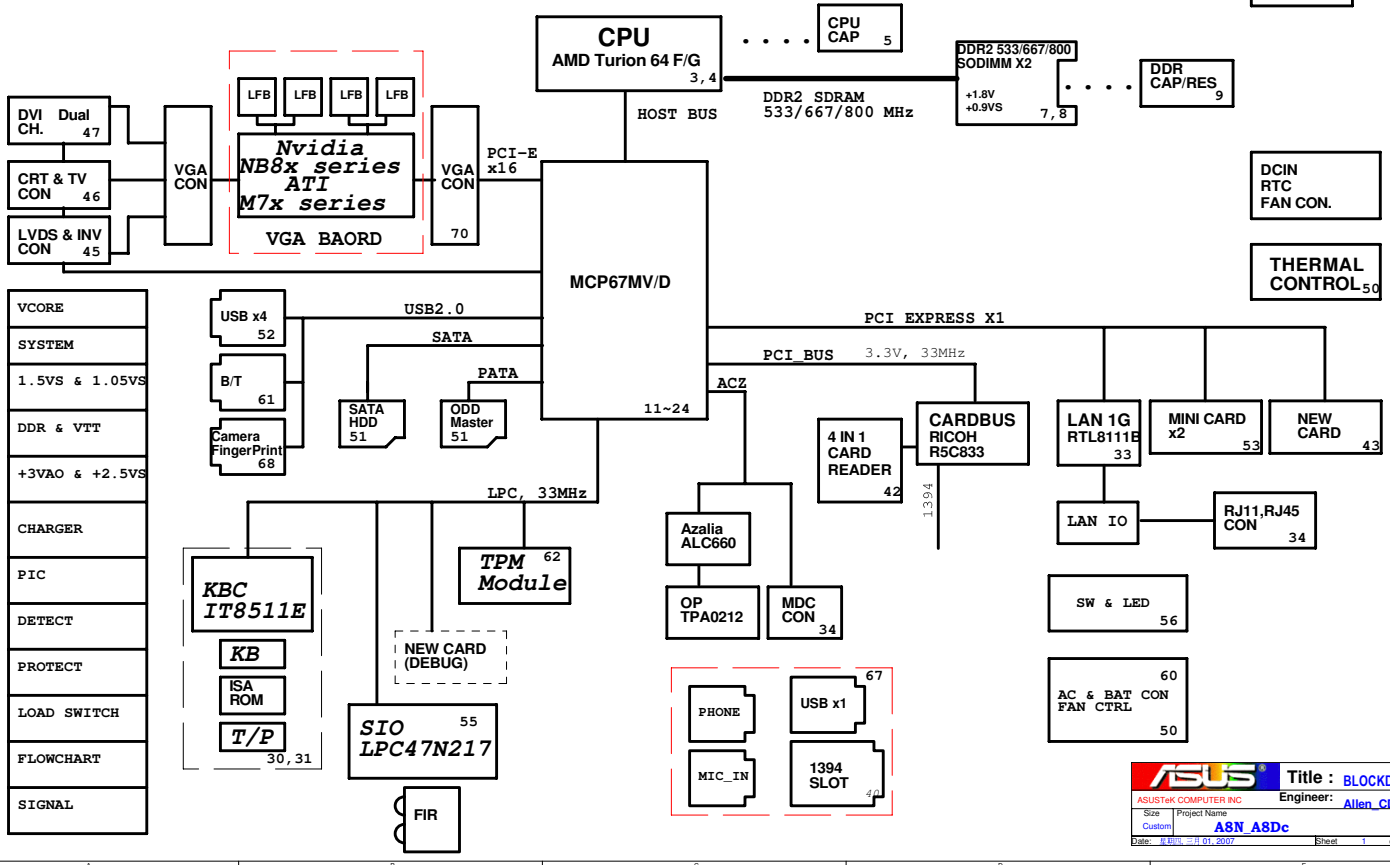 CPU
AMD Turion 64 F/G
3,4
CPU
CAP 5
DDR2 533/667/800
SODIMM X2
+1.8V
+0.9VS
7,8
DDR
CAP/RES
9
HOST BUS
DDR2 SDRAM
533/667/800 MHz
LFB
LFB
LFB
LFB
DVI Dual
CH. 47
CRT & TV
CON 46
LVDS & INV
CON 45
VGA
CON
Nvidia
NB8x series
ATI
M7x series
VGA BAORD
VGA
CON
70
PCI-E
x16
MCP67MV/D
11~24
DCIN
RTC
FAN CON.
THERMAL
CONTROL 50
VCORE
SYSTEM
1.5VS & 1.05VS
DDR & VTT
+3VAO & +2.5VS
CHARGER
PIC
DETECT
PROTECT
LOAD SWITCH
FLOWCHART
SIGNAL
USB x4
52
B/T
61
Camera
FingerPrint
68
USB2.0
SATA
PATA
SATA
HDD
51
ODD
Master
51
PCI EXPRESS X1
PCI_BUS 3.3V, 33MHz
ACZ
4 IN 1
CARD
READER
42
CARDBUS
RICOH
R5C833
1394
LAN 1G
RTL8111B
33
MINI CARD
x2
53
NEW
CARD
43
LAN IO
RJ11,RJ45
CON
34
LPC, 33MHz
KBC
IT8511E
KB
ISA
ROM
T/P
30,31
TPM 62
Module
NEW CARD
(DEBUG)
SIO 55
LPC47N217
FIR
Azalia
ALC660
OP
TPA0212
MDC
CON
34
67
PHONE
USB x1
MIC_IN
1394
SLOT
40
SW & LED
56
60
AC & BAT CON
FAN CTRL
50
ASUS®
Title :
ASUSTeK COMPUTER INC
Engineer:
Size Project Name
Custom A8N_A8Dc
Date: 星期四, 三月 01, 2007 Sheet 1